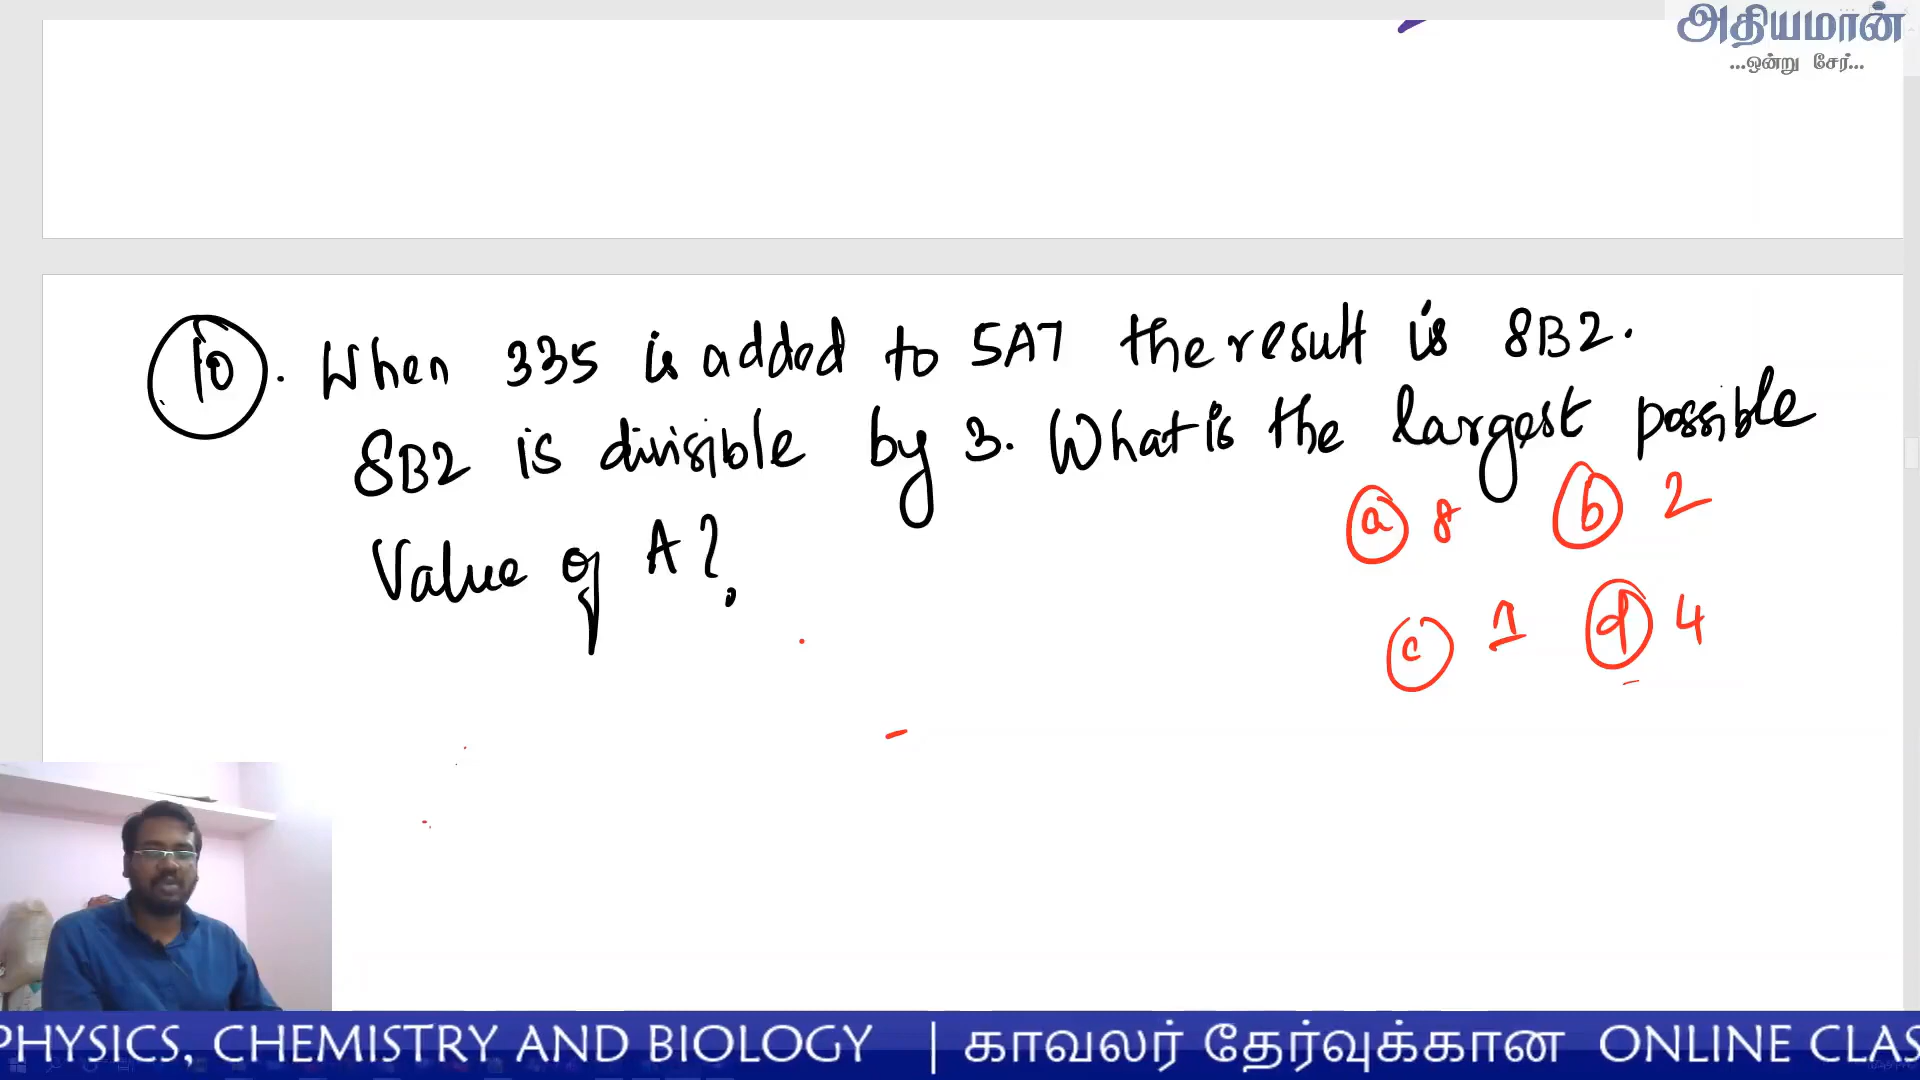 அதியமான்
...ஒன்று சேர்...
10. When 335 is added to 5A7 the result is 8B2.
8B2 is divisible by 3. What is the largest possible
Value of A?
a 8 b 2
c 1 d 4
PHYSICS, CHEMISTRY AND BIOLOGY | காவலர் தேர்வுக்கான ONLINE CLAS